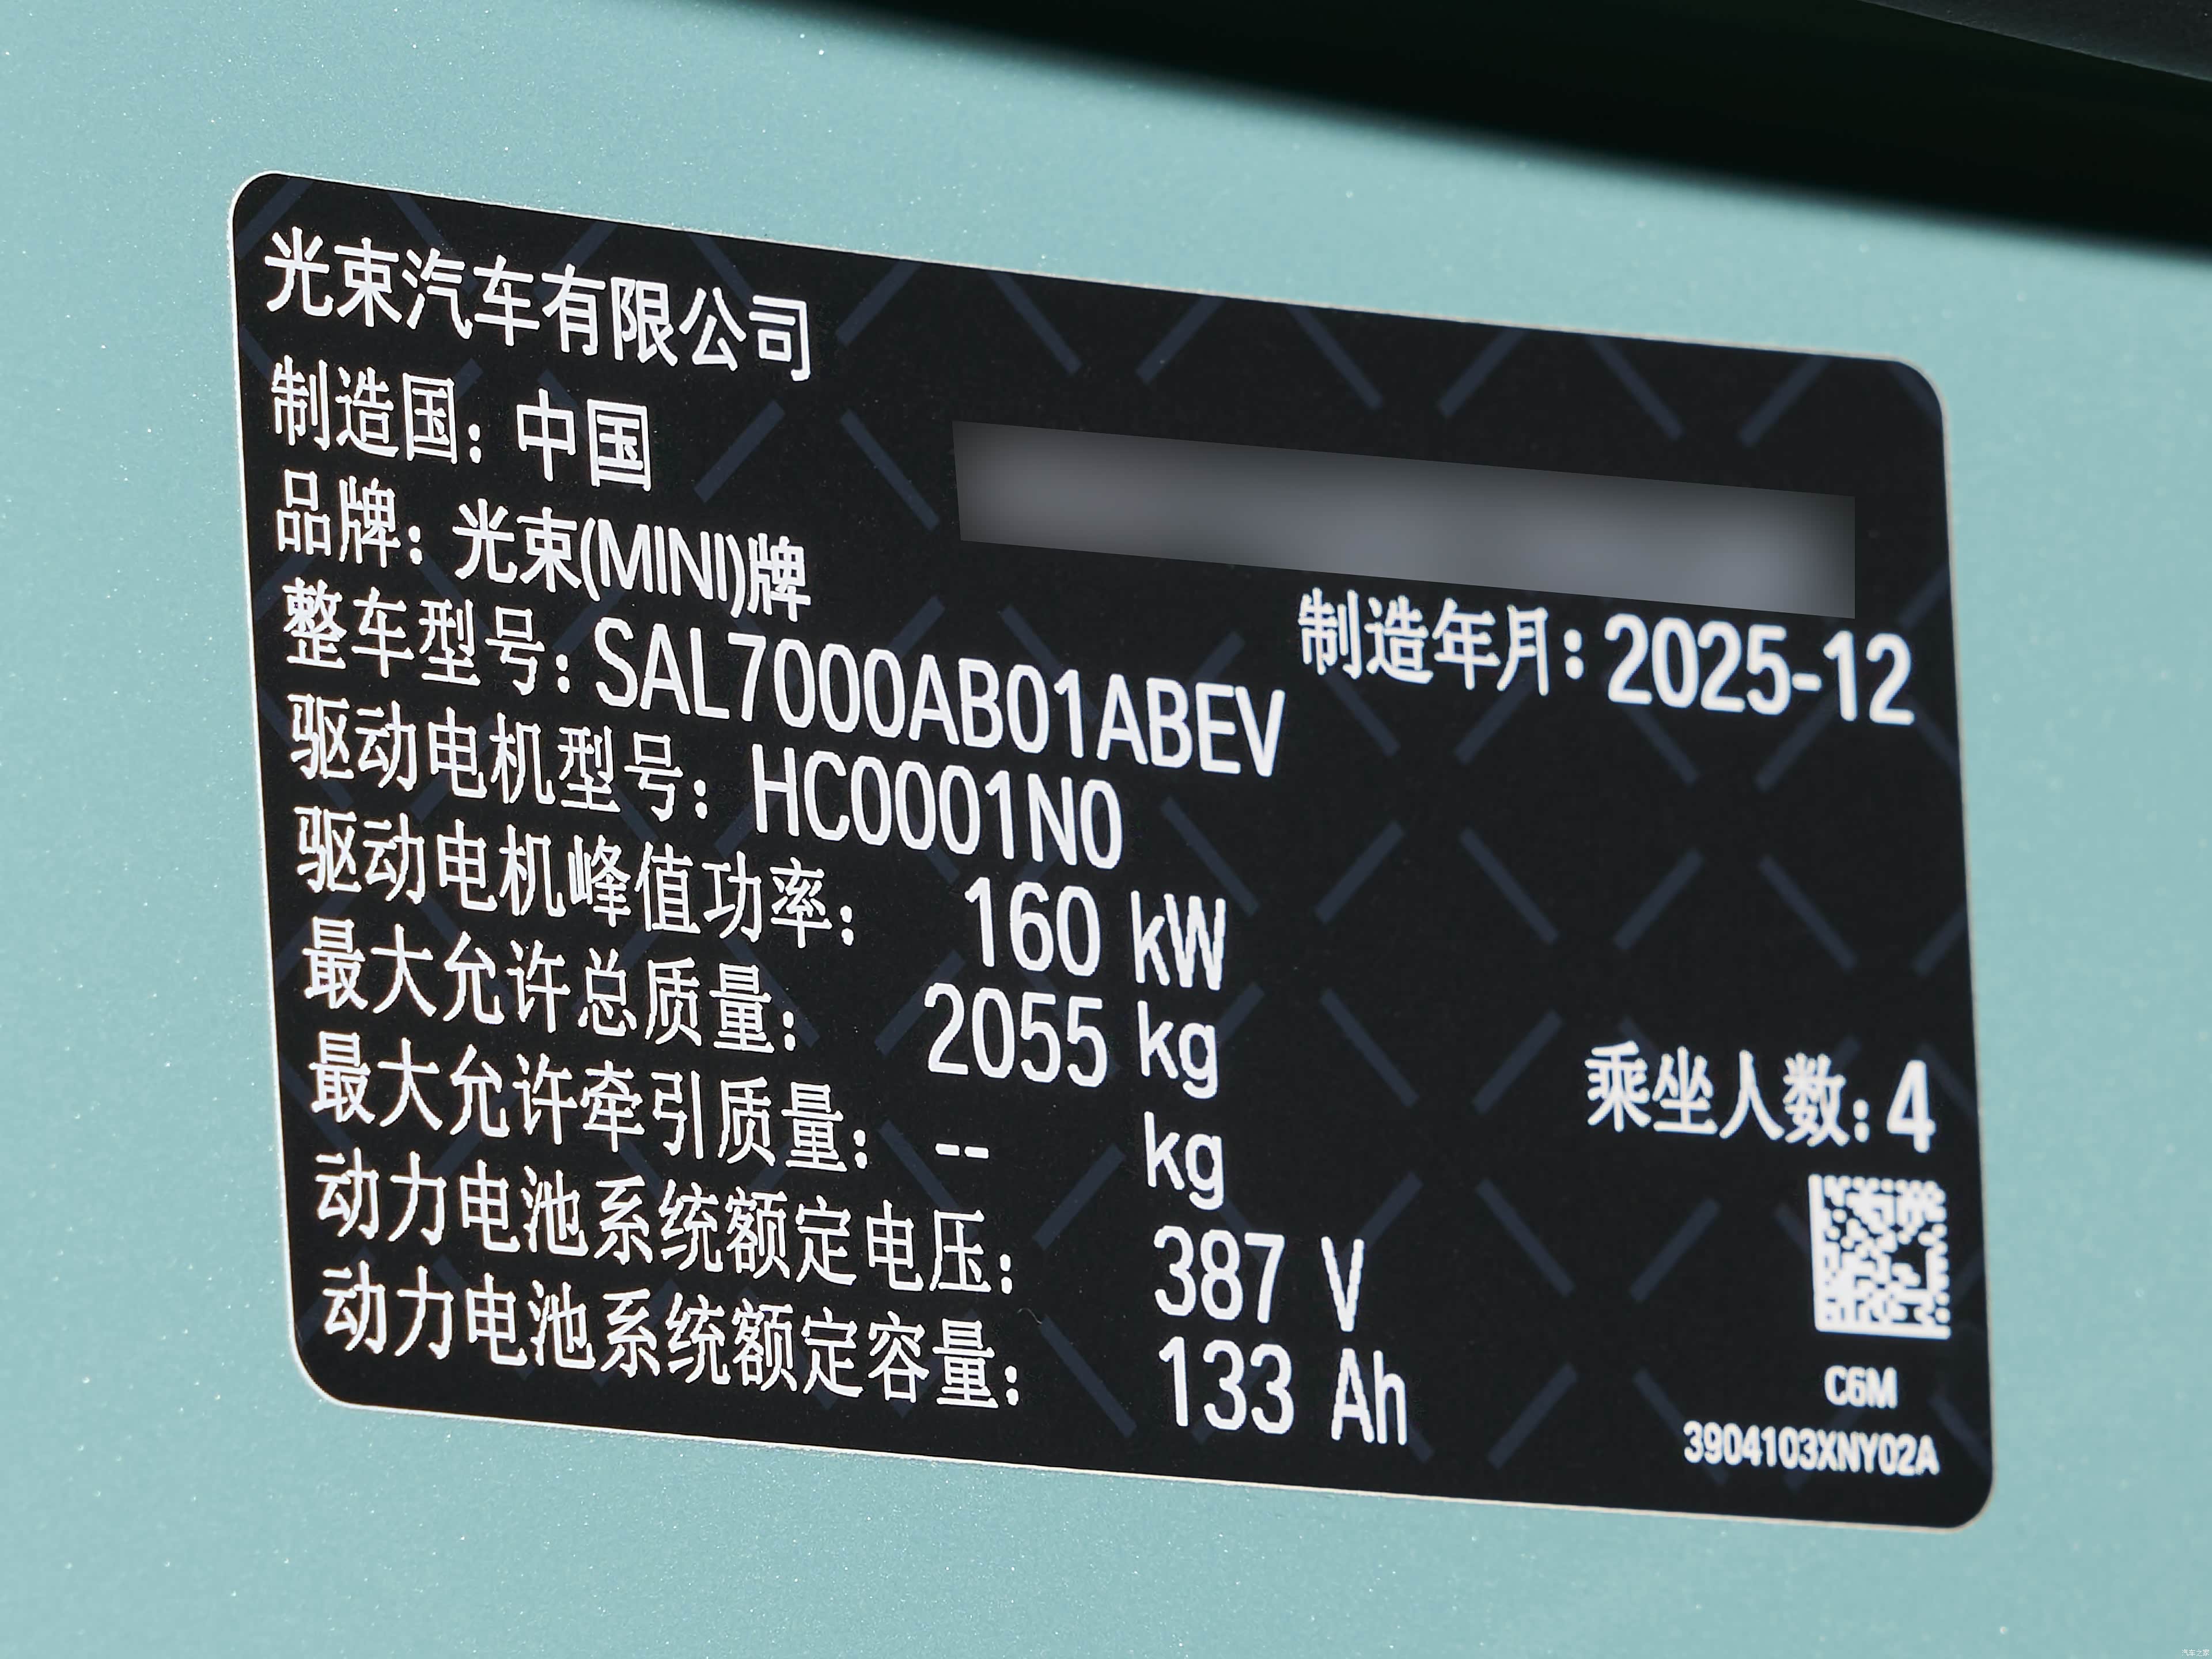 光束汽车有限公司
制造国：中国
品牌：光束(MINI)牌
制造年月：2025-12
整车型号：SAL7000AB01ABEV
驱动电机型号：HC0001N0
驱动电机峰值功率： 160 kW
最大允许总质量： 2055 kg
乘坐人数：4
最大允许牵引质量： -- kg
动力电池系统额定电压： 387 V
动力电池系统额定容量： 133 Ah
C6M
3904103XNY02A
汽车之家